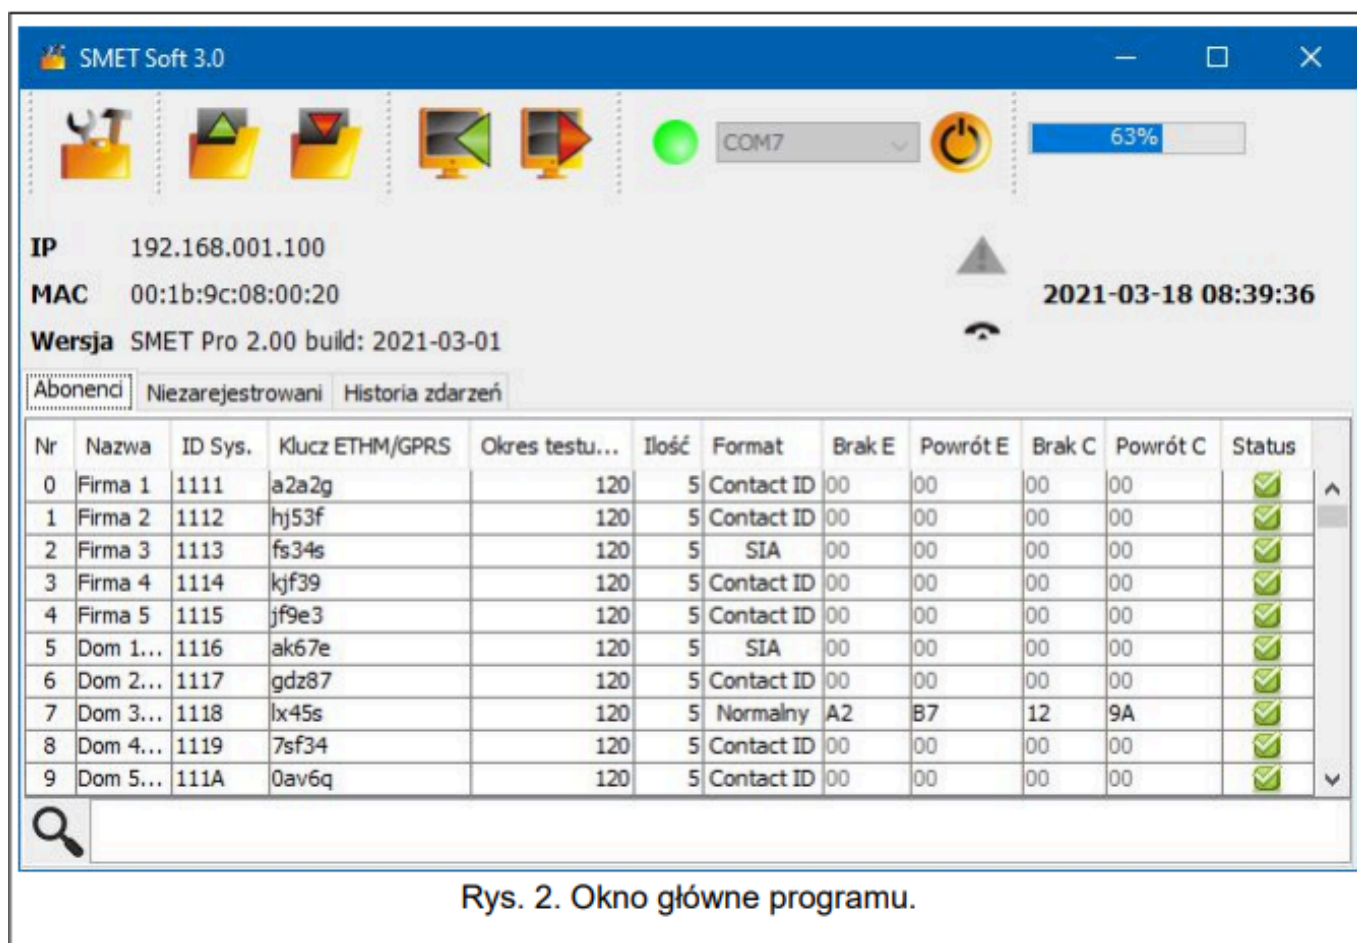 SMET Soft 3.0
COM7
63%
IP 192.168.001.100
MAC 00:1b:9c:08:00:20
2021-03-18 08:39:36
Wersja SMET Pro 2.00 build: 2021-03-01
Abonenci Niezarejestrowani Historia zdarzeń
Nr Nazwa ID Sys. Klucz ETHM/GPRS Okres testu... Ilość Format Brak E Powrót E Brak C Powrót C Status
0 Firma 1 1111 a2a2g 120 5 Contact ID 00 00 00 00
1 Firma 2 1112 hj53f 120 5 Contact ID 00 00 00 00
2 Firma 3 1113 fs34s 120 5 SIA 00 00 00 00
3 Firma 4 1114 kjf39 120 5 Contact ID 00 00 00 00
4 Firma 5 1115 jf9e3 120 5 Contact ID 00 00 00 00
5 Dom 1... 1116 ak67e 120 5 SIA 00 00 00 00
6 Dom 2... 1117 gdz87 120 5 Contact ID 00 00 00 00
7 Dom 3... 1118 lx45s 120 5 Normalny A2 B7 12 9A
8 Dom 4... 1119 7sf34 120 5 Contact ID 00 00 00 00
9 Dom 5... 111A 0av6q 120 5 Contact ID 00 00 00 00
Rys. 2. Okno główne programu.